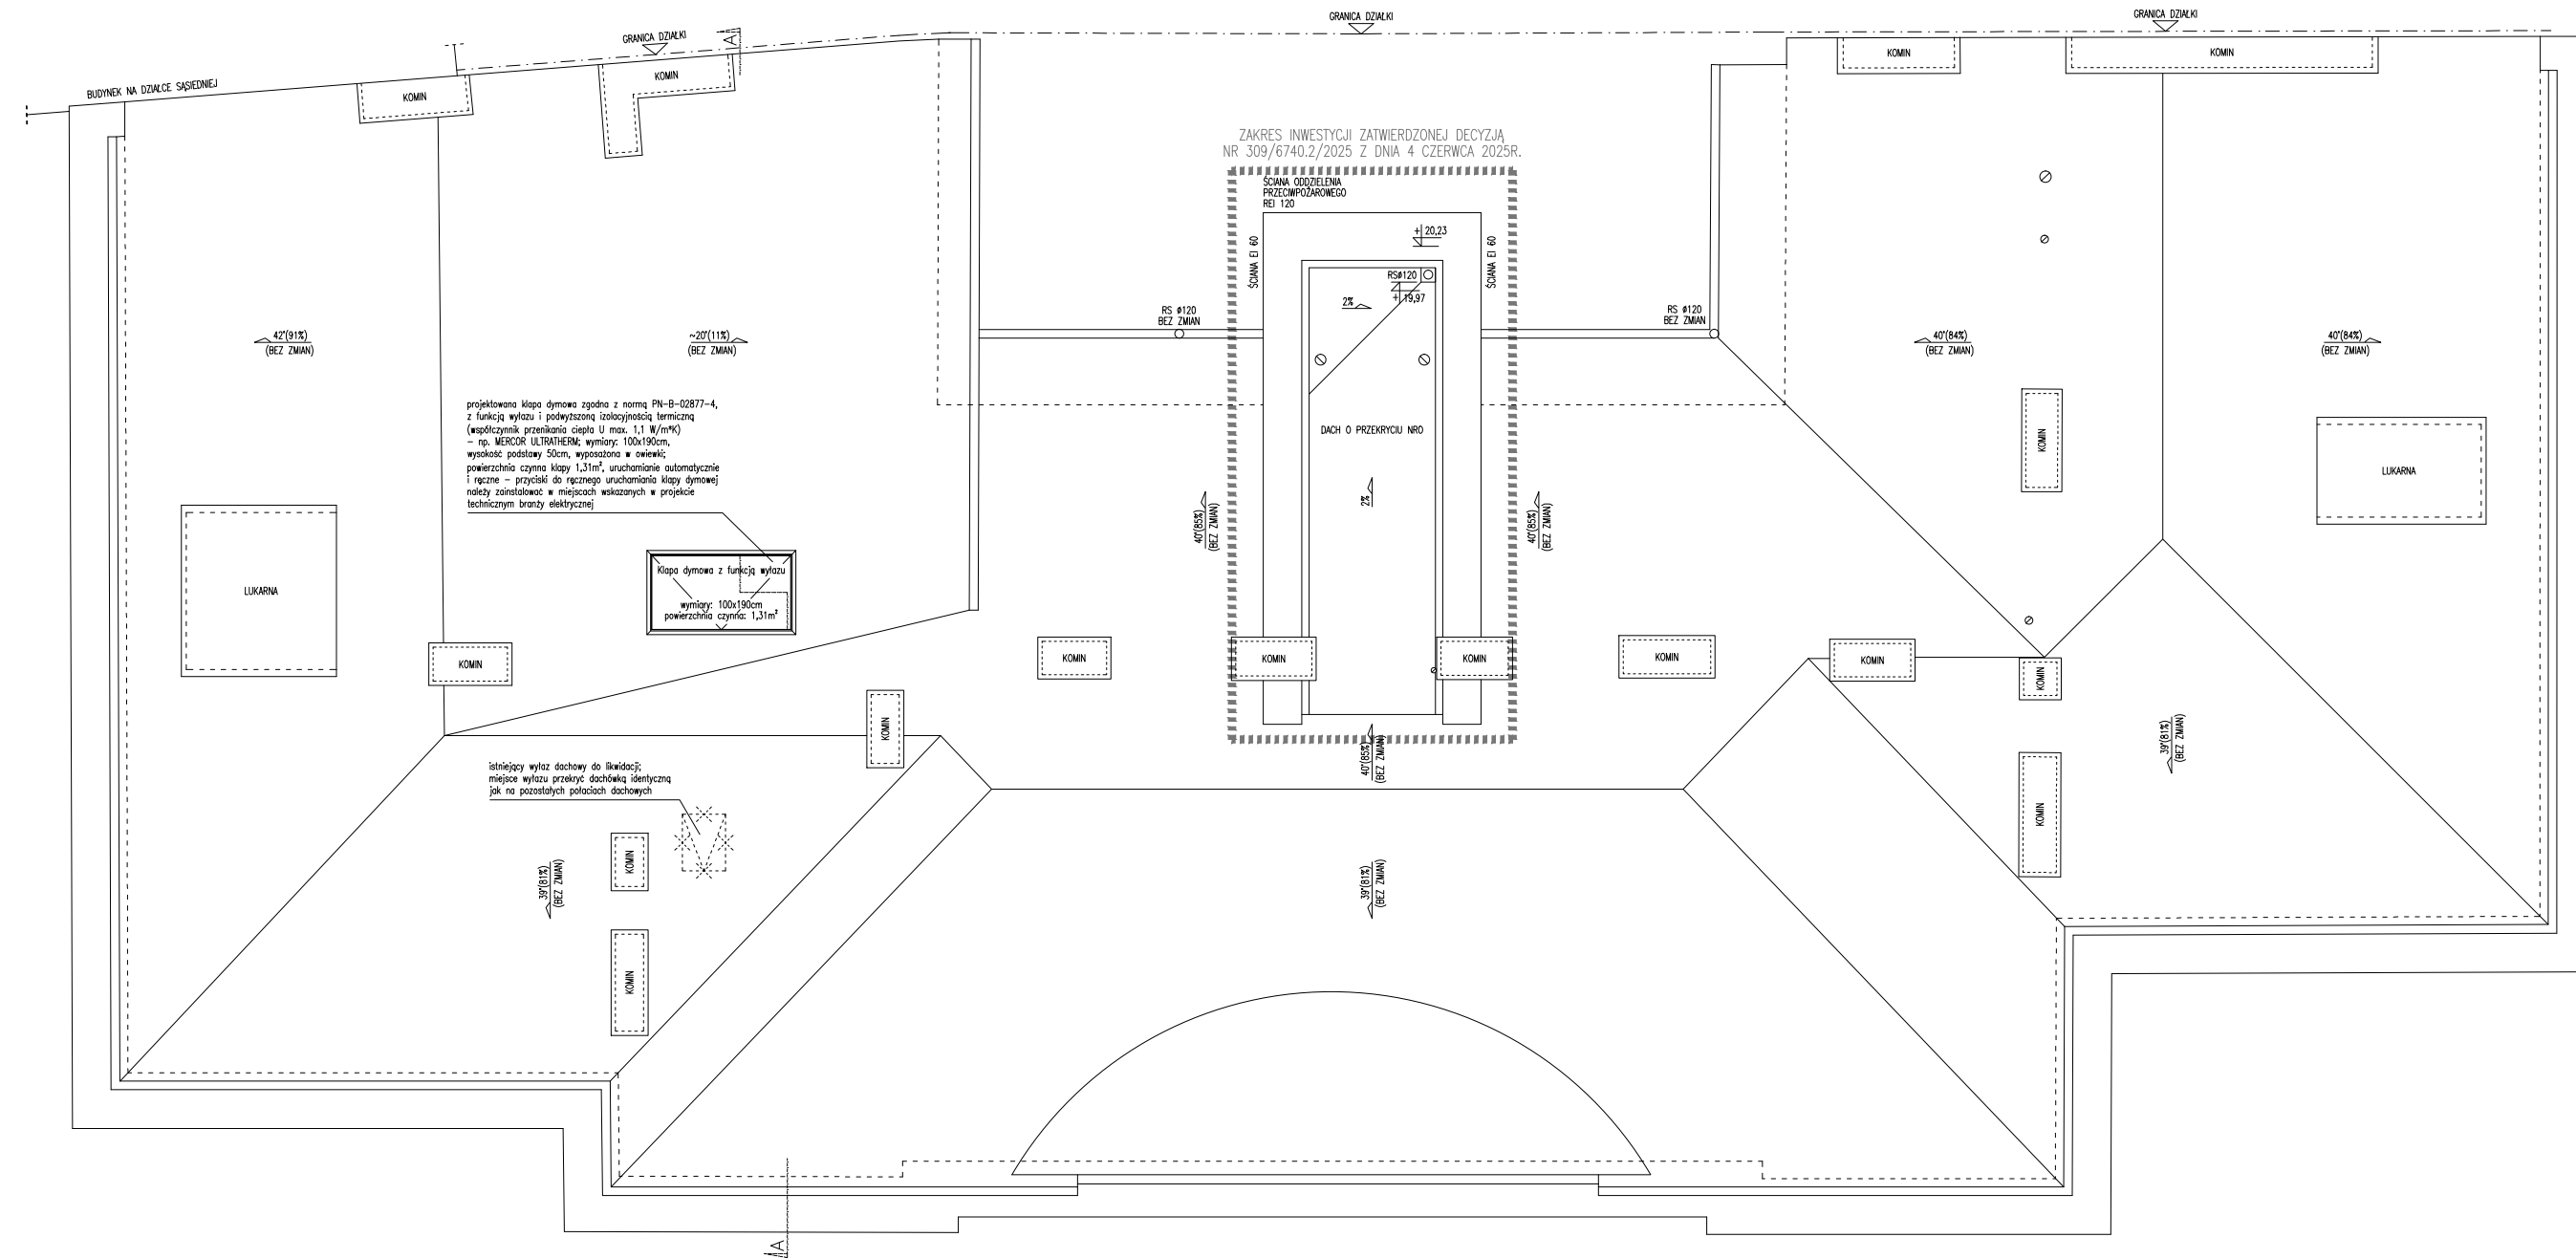 GRANICA DZIAŁKI
GRANICA DZIAŁKI
GRANICA DZIAŁKI
A
BUDYNEK NA DZIAŁCE SĄSIEDNIEJ
KOMIN
KOMIN
KOMIN
KOMIN
ZAKRES INWESTYCJI ZATWIERDZONEJ DECYZJĄ
NR 309/6740.2/2025 Z DNIA 4 CZERWCA 2025R.
ŚCIANA ODDZIELENIA
PRZECIWPOŻAROWEGO
REI 120
ŚCIANA EI 60
ŚCIANA EI 60
+ 20,23
RSø120
+ 19,97
2%
RS ø120
BEZ ZMIAN
RS ø120
BEZ ZMIAN
42°(91%)
(BEZ ZMIAN)
~20°(11%)
(BEZ ZMIAN)
40°(84%)
(BEZ ZMIAN)
40°(84%)
(BEZ ZMIAN)
projektowana klapa dymowa zgodna z normą PN-B-02877-4,
z funkcją wyłazu i podwyższoną izolacyjnością termiczną
(współczynnik przenikania ciepła U max. 1,1 W/m²K)
- np. MERCOR ULTRATHERM; wymiary: 100x190cm,
wysokość podstawy 50cm, wyposażona w owiewki;
powierzchnia czynna klapy 1,31m², uruchamianie automatycznie
i ręczne - przyciski do ręcznego uruchamiania klapy dymowej
należy zainstalować w miejscach wskazanych w projekcie
technicznym branży elektrycznej
DACH O PRZEKRYCIU NRO
2%
KOMIN
LUKARNA
40°(85%)
(BEZ ZMIAN)
40°(85%)
(BEZ ZMIAN)
LUKARNA
Klapa dymowa z funkcją wyłazu
wymiary: 100x190cm
powierzchnia czynna: 1,31m²
KOMIN
KOMIN
KOMIN
KOMIN
KOMIN
KOMIN
KOMIN
KOMIN
40°(85%)
(BEZ ZMIAN)
39°(81%)
(BEZ ZMIAN)
istniejący wyłaz dachowy do likwidacji;
miejsce wyłazu przekryć dachówką identyczną
jak na pozostałych połaciach dachowych
KOMIN
KOMIN
39°(81%)
(BEZ ZMIAN)
39°(81%)
(BEZ ZMIAN)
KOMIN
A